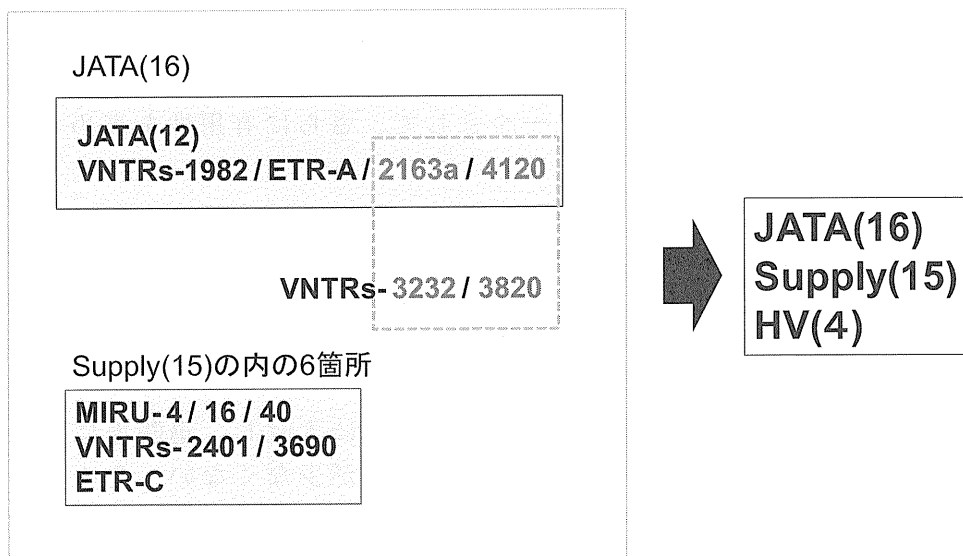 JATA(16)
JATA(12)
VNTRs-1982 / ETR-A / 2163a / 4120
VNTRs- 3232 / 3820
Supply(15)の内の6箇所
MIRU- 4 / 16 / 40
VNTRs- 2401 / 3690
ETR-C
JATA(16)
Supply(15)
HV(4)